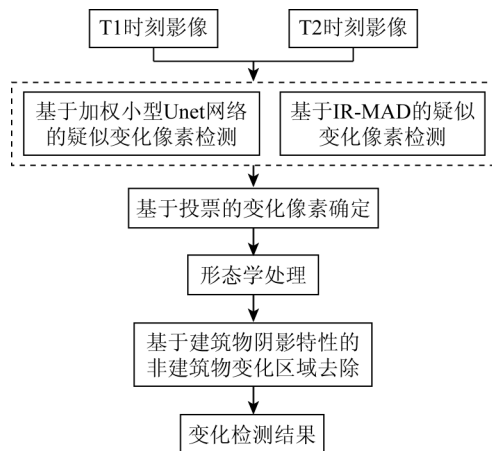 T1时刻影像
T2时刻影像
基于加权小型Unet网络
的疑似变化像素检测
基于IR-MAD的疑似
变化像素检测
基于投票的变化像素确定
形态学处理
基于建筑物阴影特性的
非建筑物变化区域去除
变化检测结果